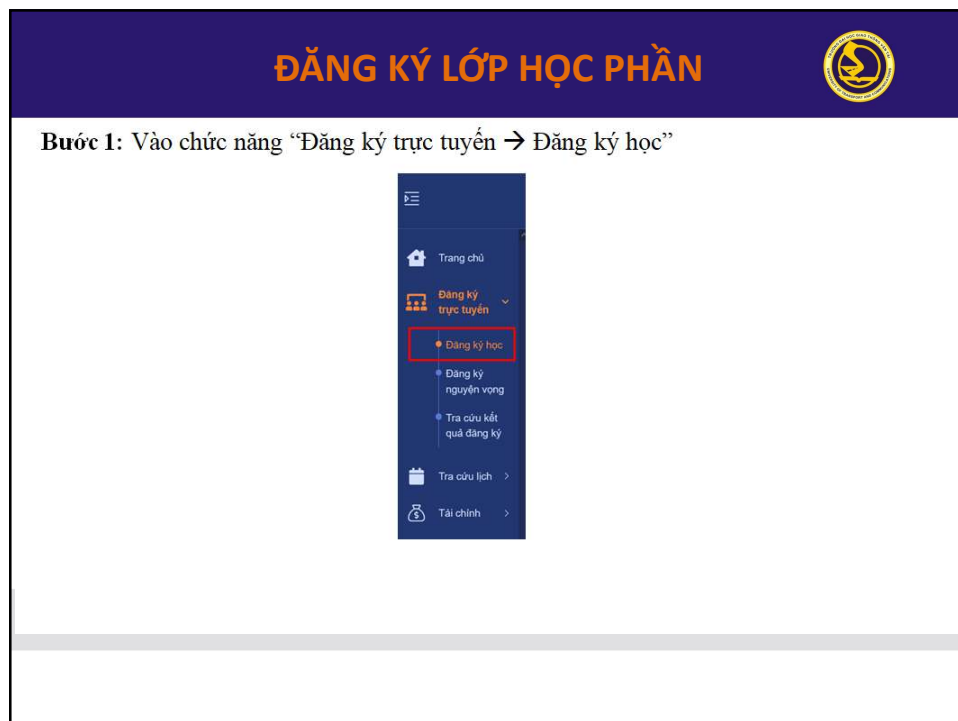 ĐĂNG KÝ LỚP HỌC PHẦN
Bước 1: Vào chức năng “Đăng ký trực tuyến → Đăng ký học”
Trang chủ
Đăng ký
trực tuyến
Đăng ký học
Đăng ký
nguyện vọng
Tra cứu kết
quả đăng ký
Tra cứu lịch
Tài chính